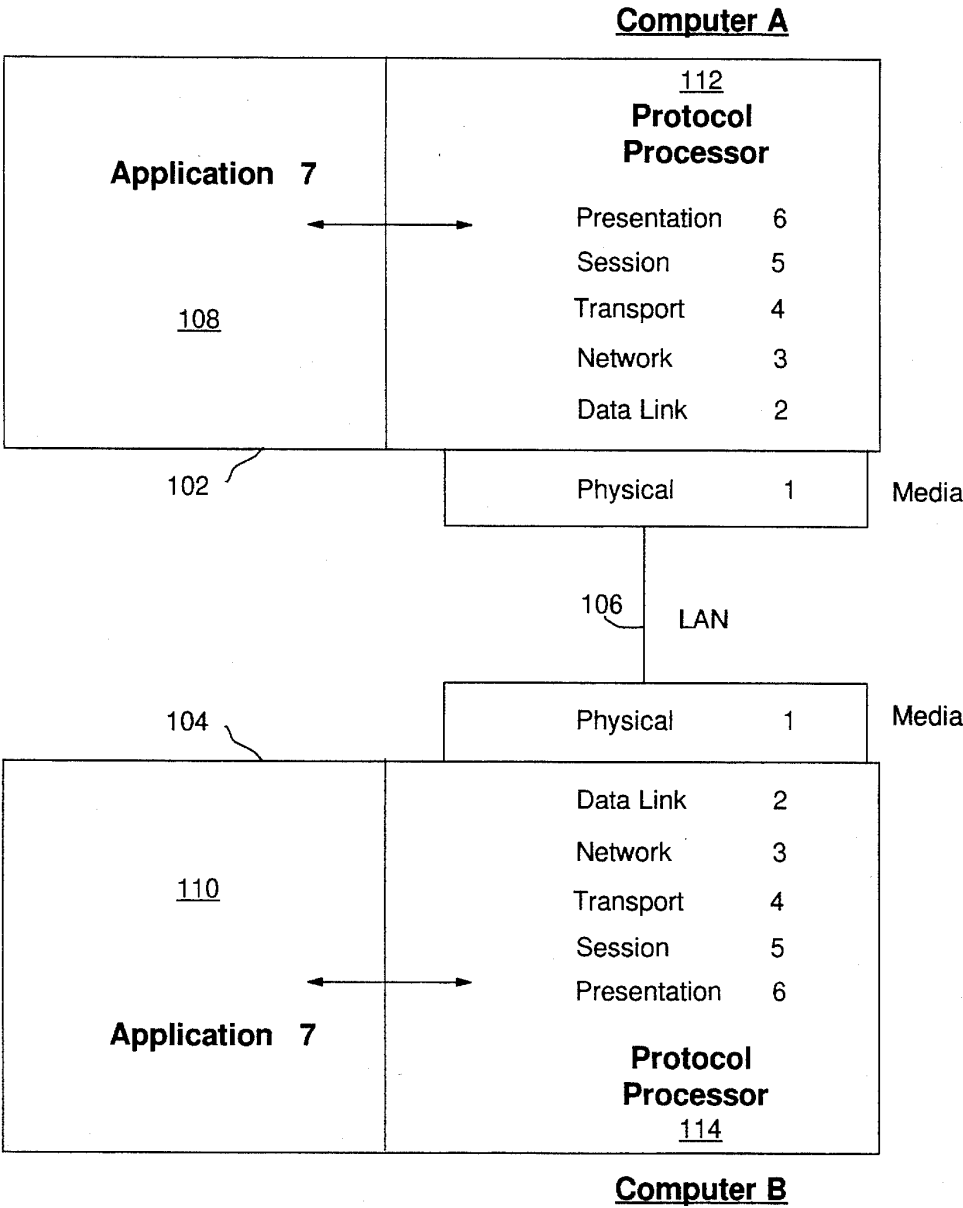 Computer A
112
Protocol
Processor
Application 7
Presentation 6
Session 5
108
Transport 4
Network 3
Data Link 2
102
Physical 1
Media
106
LAN
104
Physical 1
Media
Data Link 2
110
Network 3
Transport 4
Session 5
Presentation 6
Application 7
Protocol
Processor
114
Computer B